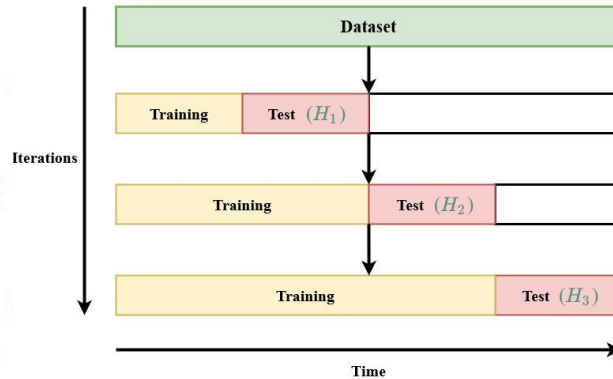 Dataset
Training
Test (H₁)
Iterations
Training
Test (H₂)
Training
Test (H₃)
Time